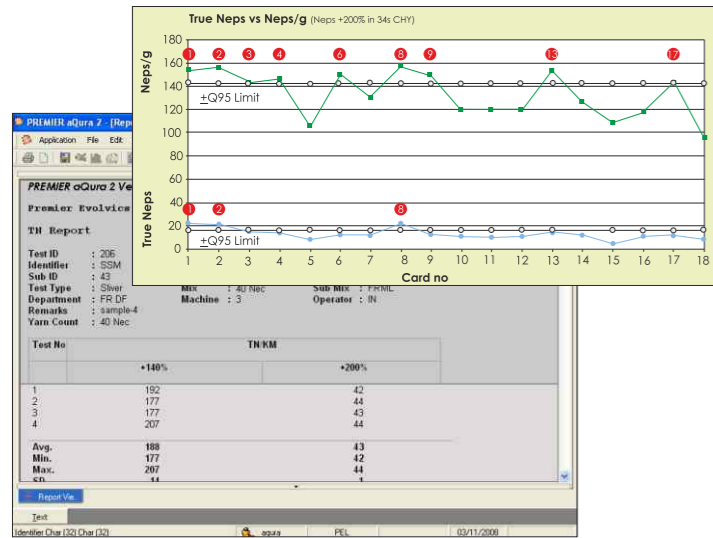 True Neps vs Neps/g (Neps +200% in 34s CHY)
Neps/g
True Neps
180
160
140
120
100
80
60
40
20
0
1 2 3 4 6 8 9 13 17
+Q95 Limit
1 2 8
+Q95 Limit
1 2 3 4 5 6 7 8 9 10 11 12 13 14 15 16 17 18
Card no
PREMIER aQura 2 - [Rep
Application File Edit
PREMIER aQura 2 Ve
Premier Evolvics
TN Report
Test ID : 206
Identifier : SSM
Sub ID : 43
Test Type : Sliver Mix : 40 Nec Sub Mix : FRML
Department : FR DF Machine : 3 Operator : IN
Remarks : sample-4
Yarn Count : 40 Nec
Test No TN/KM
+140% +200%
1 192 42
2 177 44
3 177 43
4 207 44
Avg. 188 43
Min. 177 42
Max. 207 44
SD 14 1
Report Vie
Text
Identifier Char (32) Char (32) aqura PEL 03/11/2008